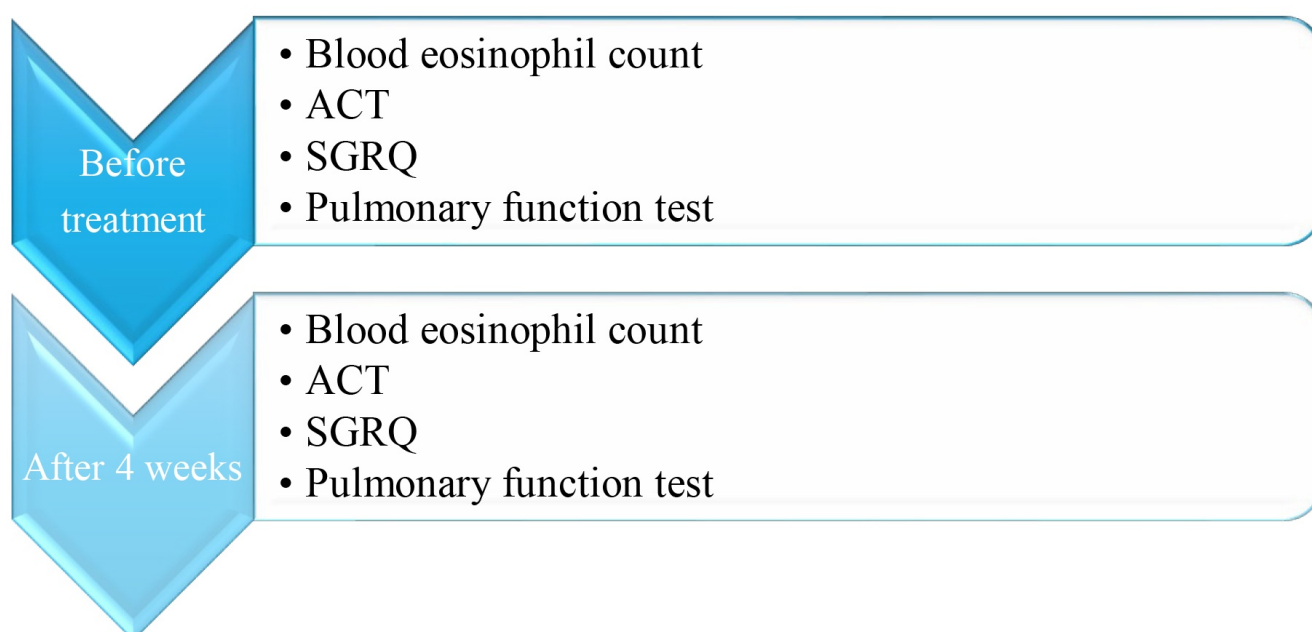 Before
treatment
• Blood eosinophil count
• ACT
• SGRQ
• Pulmonary function test
After 4 weeks
• Blood eosinophil count
• ACT
• SGRQ
• Pulmonary function test